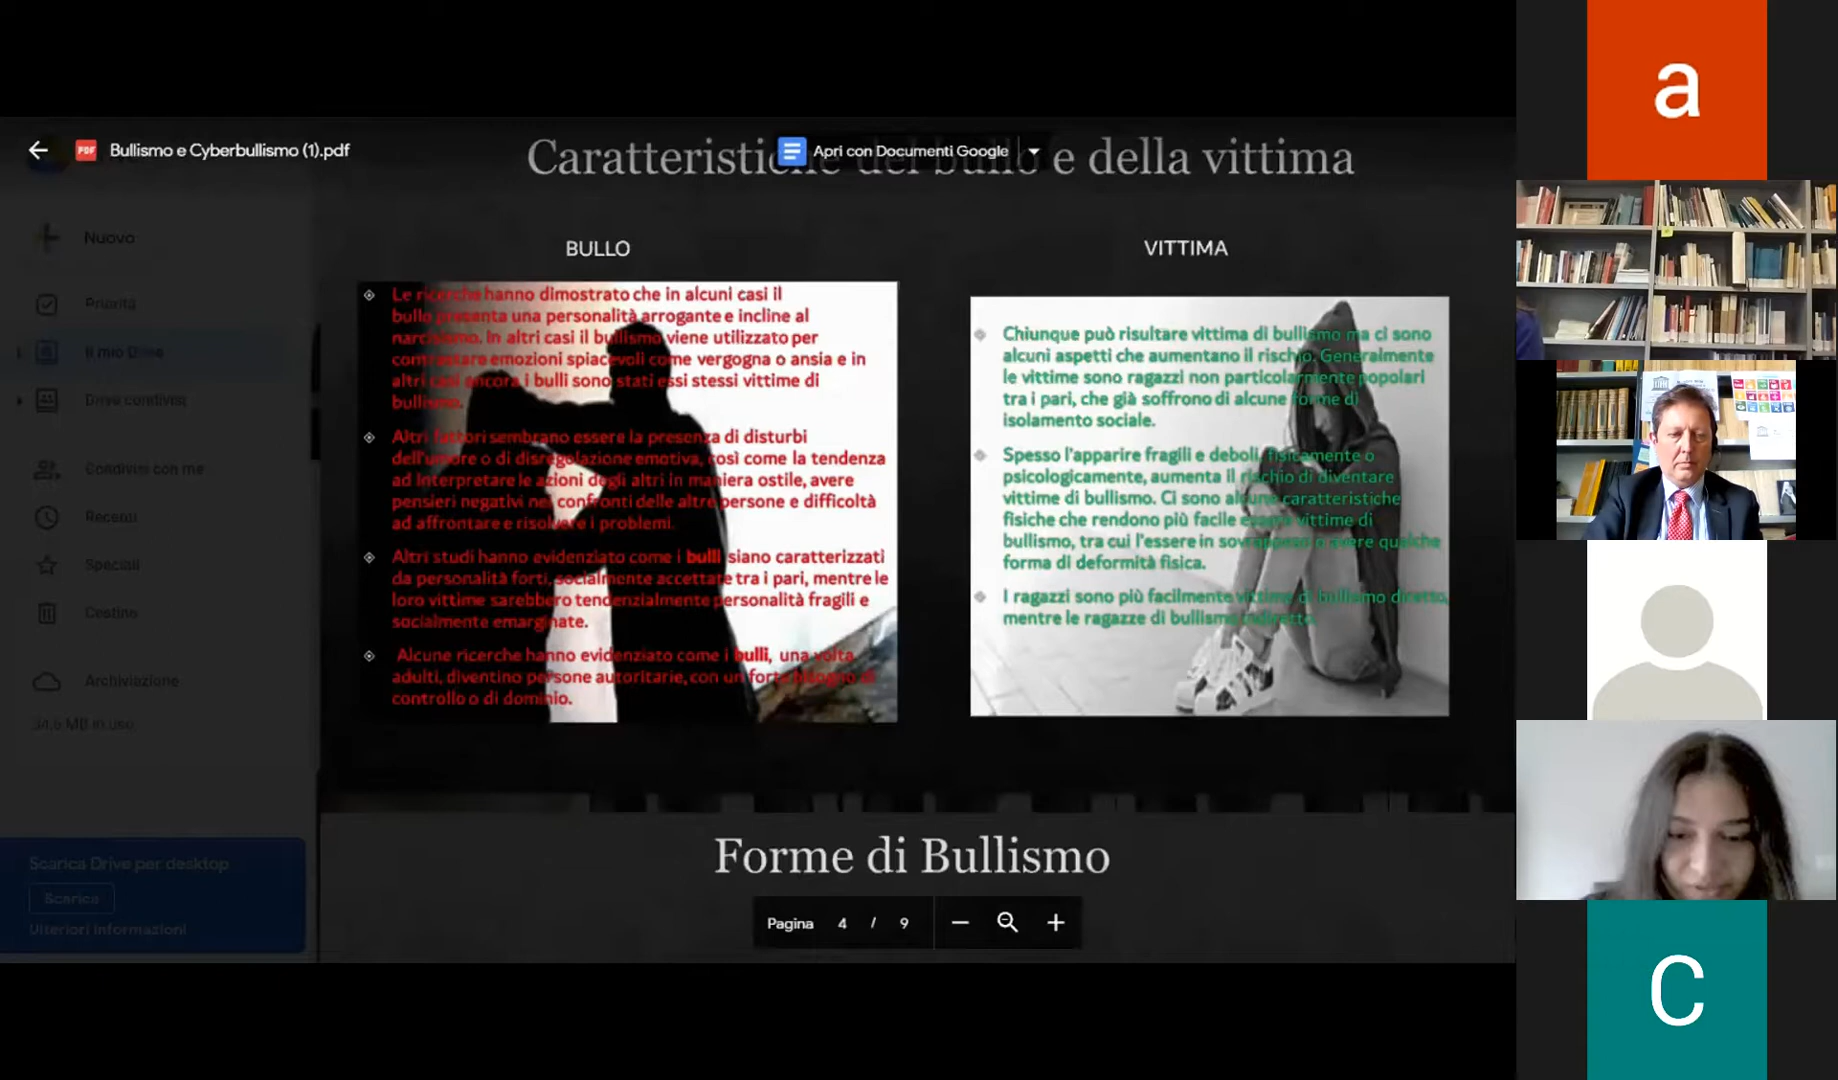 a
Bullismo e Cyberbullismo (1).pdf
Apri con Documenti Google
Caratteristiche del bullo e della vittima
Nuovo
Priorità
Il mio Drive
Drive condivisi
Condivisi con me
Recenti
Speciali
Cestino
Archiviazione
34,6 MB in uso
Scarica Drive per desktop
Scarica
Ulteriori informazioni
BULLO
Le ricerche hanno dimostrato che in alcuni casi il
bullo presenta una personalità arrogante e incline al
narcisismo. In altri casi il bullismo viene utilizzato per
contrastare emozioni spiacevoli come vergogna o ansia e in
altri casi ancora i bulli sono stati essi stessi vittime di
bullismo.
Altri fattori sembrano essere la presenza di disturbi
dell'umore o di disregolazione emotiva, così come la tendenza
ad interpretare le azioni degli altri in maniera ostile, avere
pensieri negativi nei confronti delle altre persone e difficoltà
ad affrontare e risolvere i problemi.
Altri studi hanno evidenziato come i bulli siano caratterizzati
da personalità forti, socialmente accettate tra i pari, mentre le
loro vittime sarebbero tendenzialmente personalità fragili e
socialmente emarginate.
Alcune ricerche hanno evidenziato come i bulli, una volta
adulti, diventino persone autoritarie, con un forte bisogno di
controllo o di dominio.
VITTIMA
Chiunque può risultare vittima di bullismo ma ci sono
alcuni aspetti che aumentano il rischio. Generalmente
le vittime sono ragazzi non particolarmente popolari
tra i pari, che già soffrono di alcune forme di
isolamento sociale.
Spesso l'apparire fragili e deboli, fisicamente o
psicologicamente, aumenta il rischio di diventare
vittime di bullismo. Ci sono alcune caratteristiche
fisiche che rendono più facile essere vittime di
bullismo, tra cui l'essere in sovrappeso o avere qualche
forma di deformità fisica.
I ragazzi sono più facilmente vittime di bullismo diretto,
mentre le ragazze di bullismo indiretto.
Forme di Bullismo
Pagina 4 / 9
C